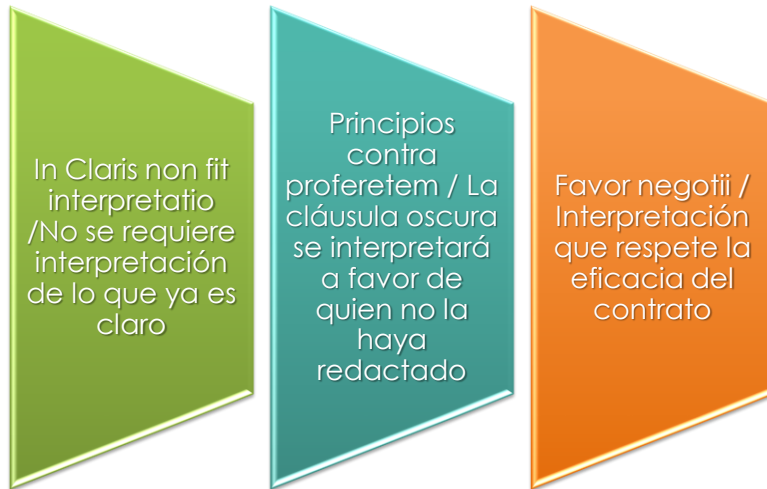 In Claris non fit
interpretatio
/No se requiere
interpretación
de lo que ya es
claro
Principios
contra
proferetem / La
cláusula oscura
se interpretará
a favor de
quien no la
haya
redactado
Favor negotii /
Interpretación
que respete la
eficacia del
contrato